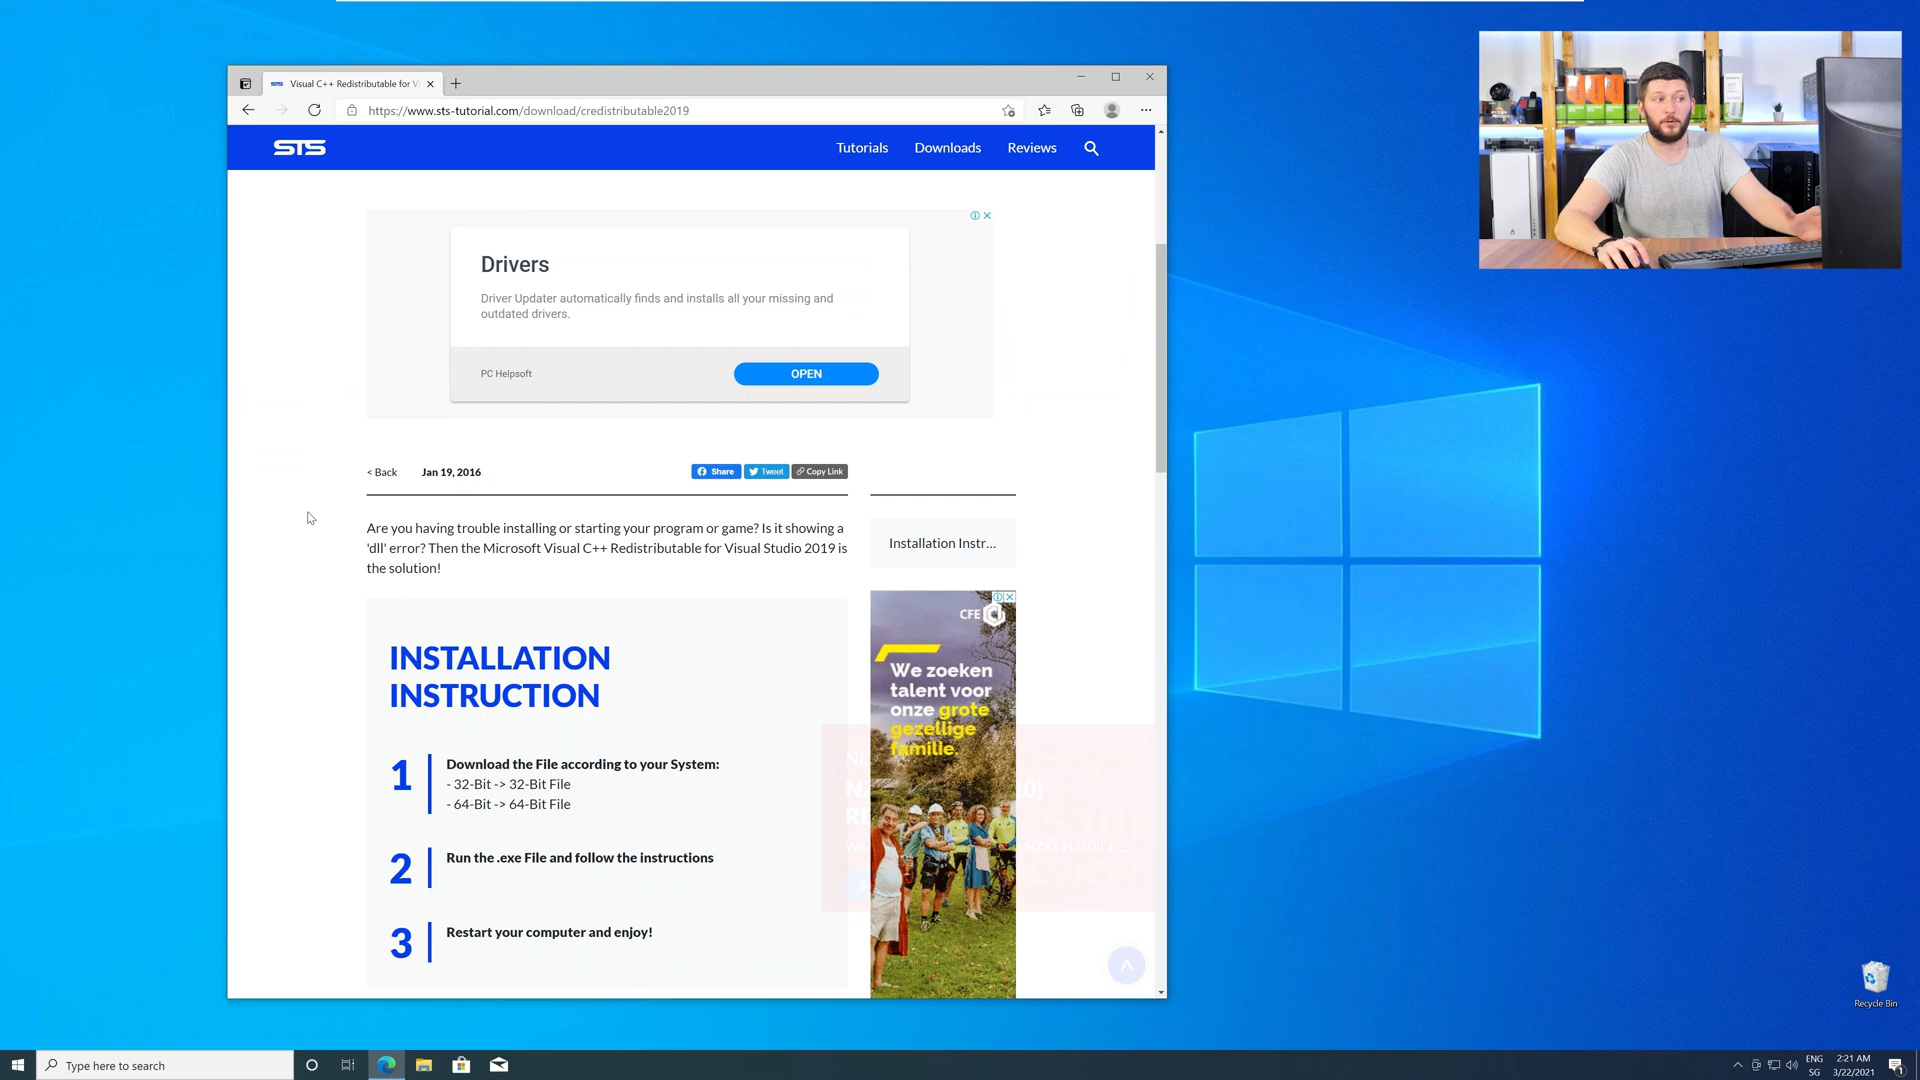 Visual C++ Redistributable for V
https://www.sts-tutorial.com/download/credistributable2019
STS
Tutorials
Downloads
Reviews
Drivers
Driver Updater automatically finds and installs all your missing and
outdated drivers.
PC Helpsoft
OPEN
< Back
Jan 19, 2016
Share
Tweet
Copy Link
Are you having trouble installing or starting your program or game? Is it showing a
'dll' error? Then the Microsoft Visual C++ Redistributable for Visual Studio 2019 is
the solution!
Installation Instr...
INSTALLATION
INSTRUCTION
1
Download the File according to your System:
- 32-Bit -> 32-Bit File
- 64-Bit -> 64-Bit File
2
Run the .exe File and follow the instructions
3
Restart your computer and enjoy!
CFE
We zoeken
talent voor
onze grote
gezellige
familie.
NZXT H510i!
Recycle Bin
Type here to search
ENG
SG
2:21 AM
3/22/2021
1